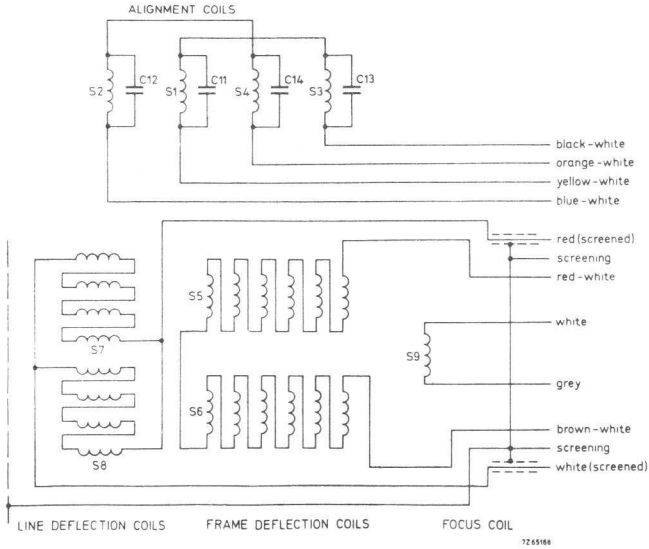 ALIGNMENT COILS
S2 C12 S1 C11 S4 C14 S3 C13
black-white
orange-white
yellow-white
blue-white
red (screened)
screening
red-white
S5
white
S7
S9
grey
S6
brown-white
screening
S8
white (screened)
LINE DEFLECTION COILS FRAME DEFLECTION COILS FOCUS COIL
7Z65166